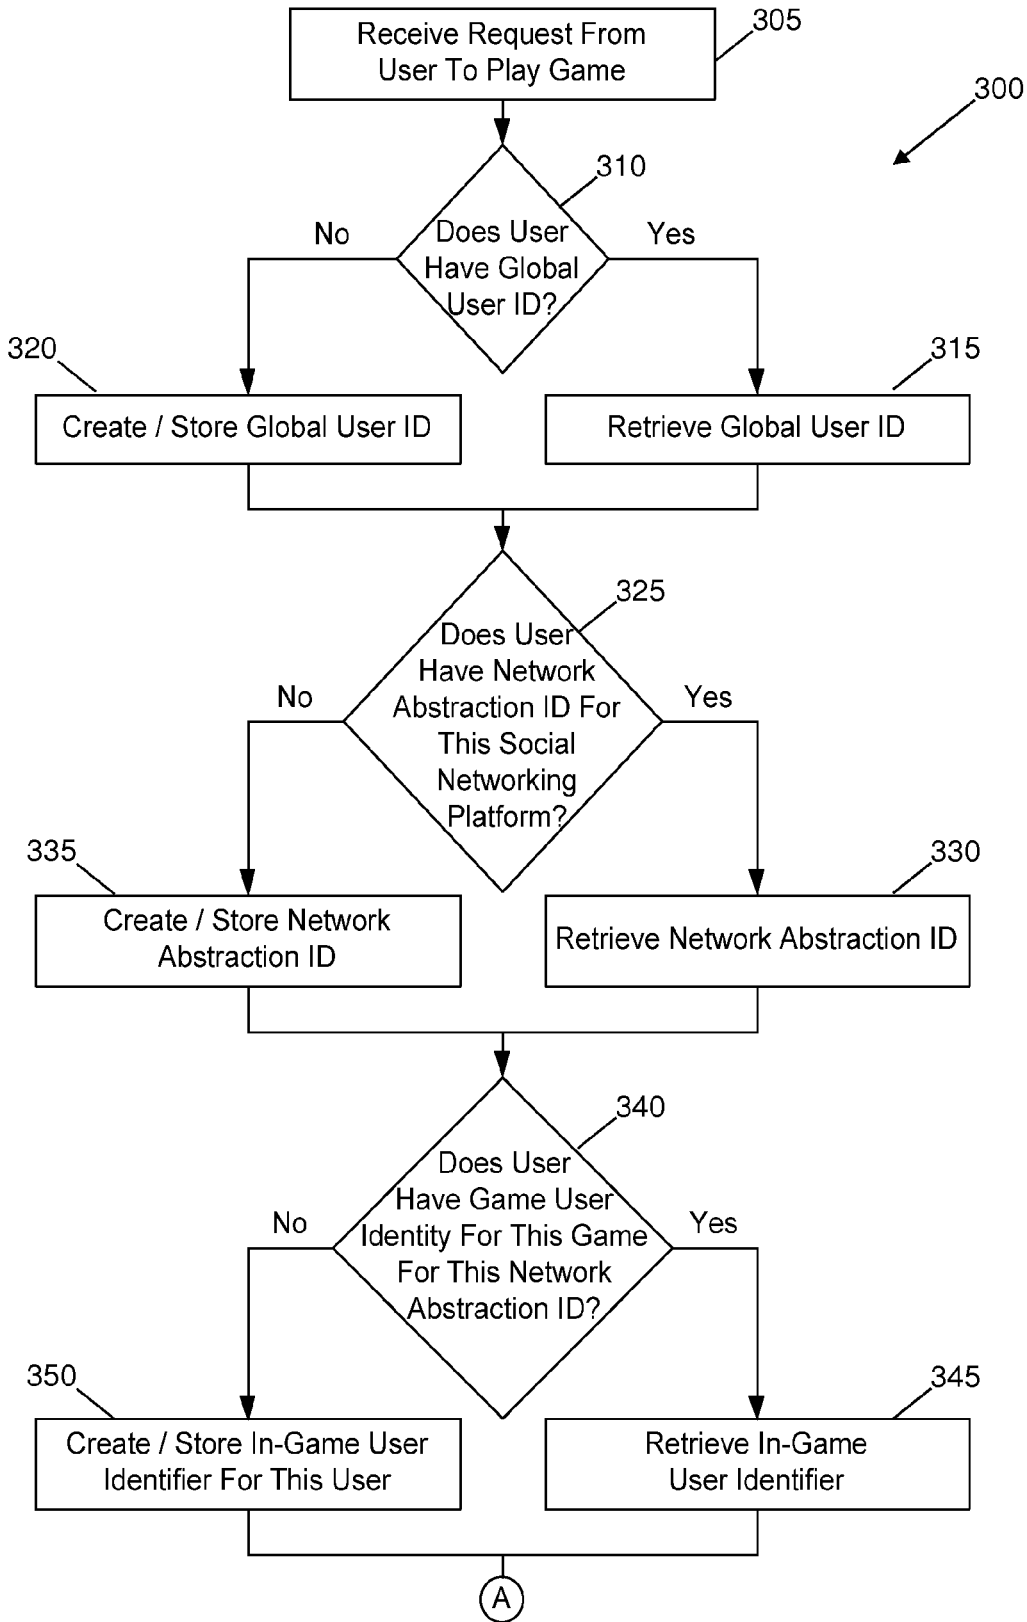 Receive Request From
User To Play Game
305
300
310
Does User
Have Global
User ID?
No
Yes
320
315
Create / Store Global User ID
Retrieve Global User ID
325
Does User
Have Network
Abstraction ID For
This Social
Networking
Platform?
No
Yes
335
330
Create / Store Network
Abstraction ID
Retrieve Network Abstraction ID
340
Does User
Have Game User
Identity For This Game
For This Network
Abstraction ID?
No
Yes
350
345
Create / Store In-Game User
Identifier For This User
Retrieve In-Game
User Identifier
A